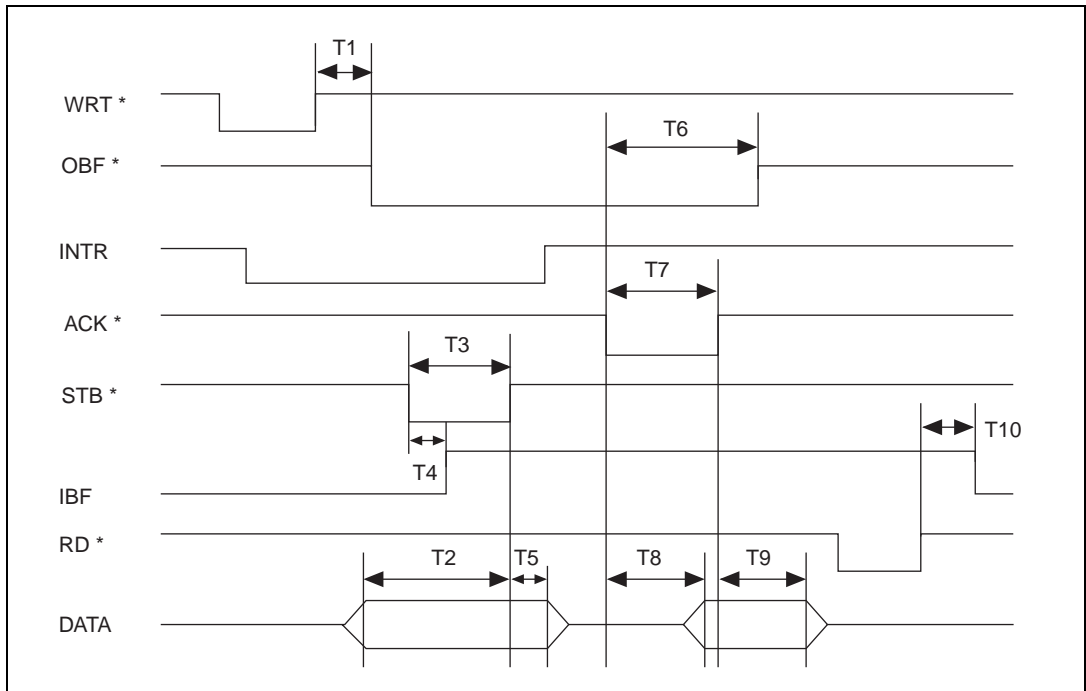 T1
WRT *
T6
OBF *
INTR
T7
ACK *
T3
STB *
T10
T4
IBF
RD *
T2
T5
T8
T9
DATA